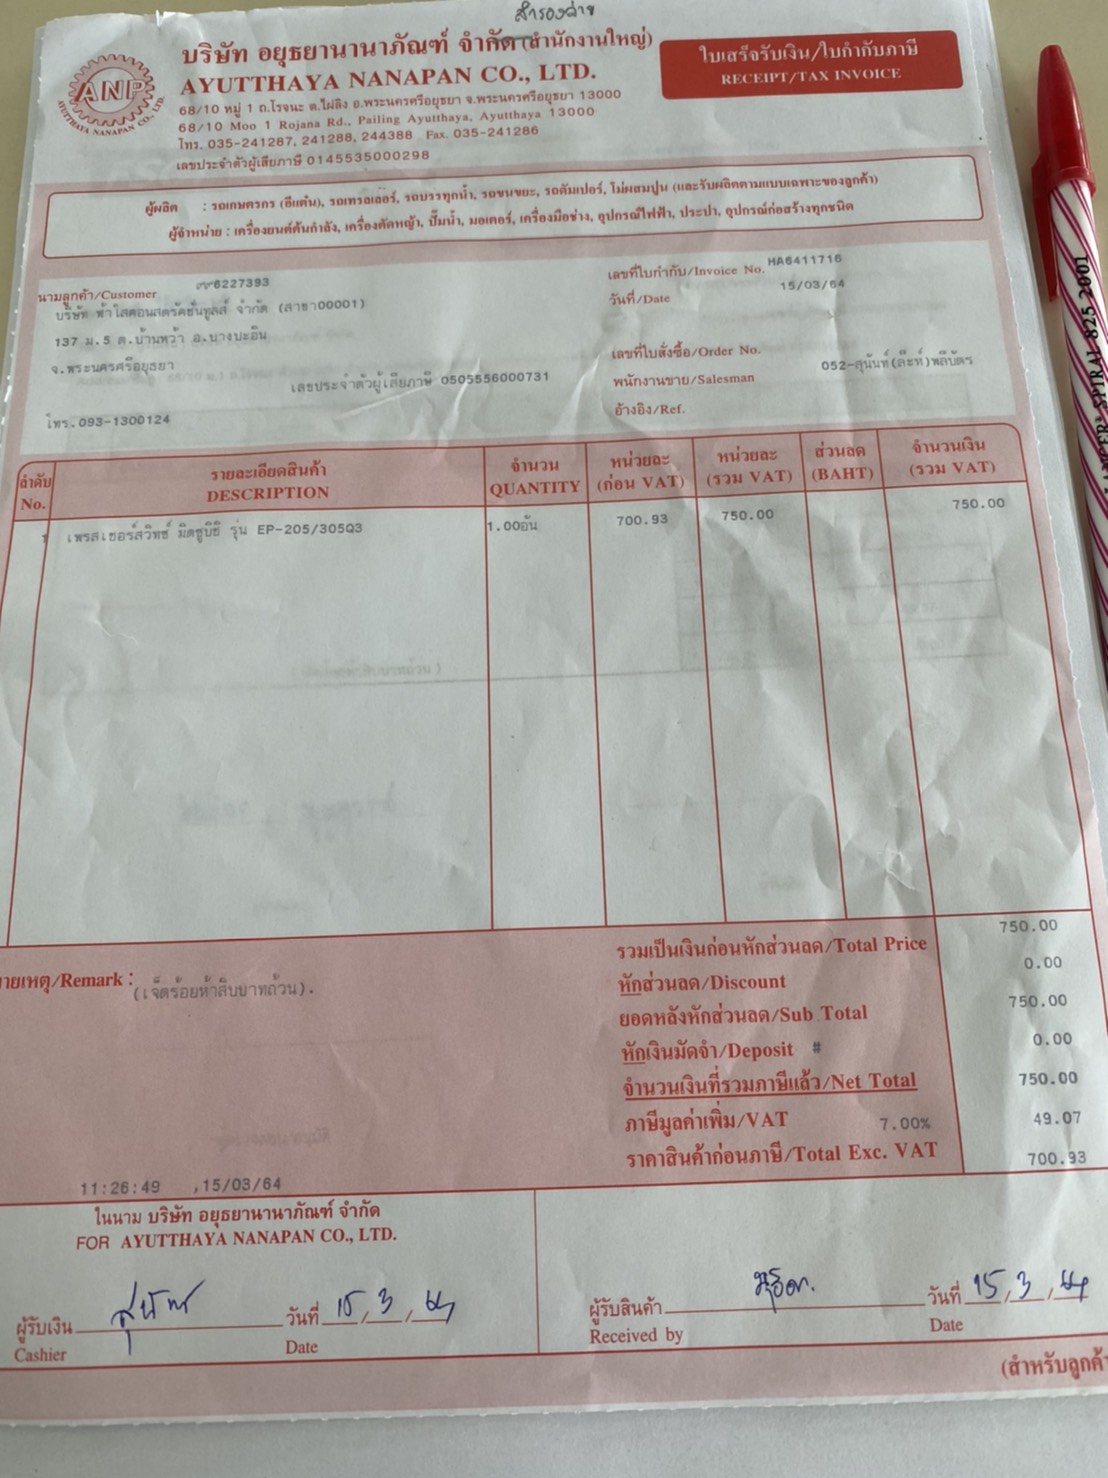 สำรองจ่าย
บริษัท อยุธยานานาภัณฑ์ จำกัด (สำนักงานใหญ่)
AYUTTHAYA NANAPAN CO., LTD.
68/10 หมู่ 1 ถ.โรจนะ ต.ไผ่ลิง อ.พระนครศรีอยุธยา จ.พระนครศรีอยุธยา 13000
68/10 Moo 1 Rojana Rd., Pailing Ayutthaya, Ayutthaya 13000
โทร. 035-241287, 241288, 244388 Fax. 035-241286
เลขประจำตัวผู้เสียภาษี 0145535000298
ANP
AYUTTHAYA NANAPAN CO., LTD.
ใบเสร็จรับเงิน/ใบกำกับภาษี
RECEIPT/TAX INVOICE
ผู้ผลิต : รถเกษตรกร (อีแต๋น), รถเทรลเลอร์, รถบรรทุกน้ำ, รถขนขยะ, รถดัมเปอร์, โม่ผสมปูน (และรับผลิตตามแบบเฉพาะของลูกค้า)
ผู้จำหน่าย : เครื่องยนต์ต้นกำลัง, เครื่องตัดหญ้า, ปั๊มน้ำ, มอเตอร์, เครื่องมือช่าง, อุปกรณ์ไฟฟ้า, ประปา, อุปกรณ์ก่อสร้างทุกชนิด
นามลูกค้า/Customer ฅฅ6227393
บริษัท ฟ้าใสคอนสตรัคชั่นทูลส์ จำกัด (สาขา00001)
137 ม.5 ต.บ้านหว้า อ.บางปะอิน
จ.พระนครศรีอยุธยา
เลขประจำตัวผู้เสียภาษี 0505556000731
โทร.093-1300124
เลขที่ใบกำกับ/Invoice No. HA6411716
วันที่/Date 15/03/64
เลขที่ใบสั่งซื้อ/Order No.
พนักงานขาย/Salesman 052-สุนันท์(ล๊ะห์)พลีบัตร
อ้างอิง/Ref.
ลำดับ รายละเอียดสินค้า จำนวน หน่วยละ หน่วยละ ส่วนลด จำนวนเงิน
No. DESCRIPTION QUANTITY (ก่อน VAT) (รวม VAT) (BAHT) (รวม VAT)
1 เพรสเชอร์สวิทซ์ มิตซูบิชิ รุ่น EP-205/305Q3 1.00อัน 700.93 750.00 750.00
รวมเป็นเงินก่อนหักส่วนลด/Total Price 750.00
หักส่วนลด/Discount 0.00
ยอดหลังหักส่วนลด/Sub Total 750.00
หักเงินมัดจำ/Deposit # 0.00
จำนวนเงินที่รวมภาษีแล้ว/Net Total 750.00
ภาษีมูลค่าเพิ่ม/VAT 7.00% 49.07
ราคาสินค้าก่อนภาษี/Total Exc. VAT 700.93
ายเหตุ/Remark : (เจ็ดร้อยห้าสิบบาทถ้วน).
11:26:49 ,15/03/64
ในนาม บริษัท อยุธยานานาภัณฑ์ จำกัด
FOR AYUTTHAYA NANAPAN CO., LTD.
ผู้รับเงิน สุนันท์ วันที่ 15, 3, 64
Cashier Date
ผู้รับสินค้า วันที่ 15, 3, 64
Received by Date
(สำหรับลูกค้า
SPIRAL 825 2001